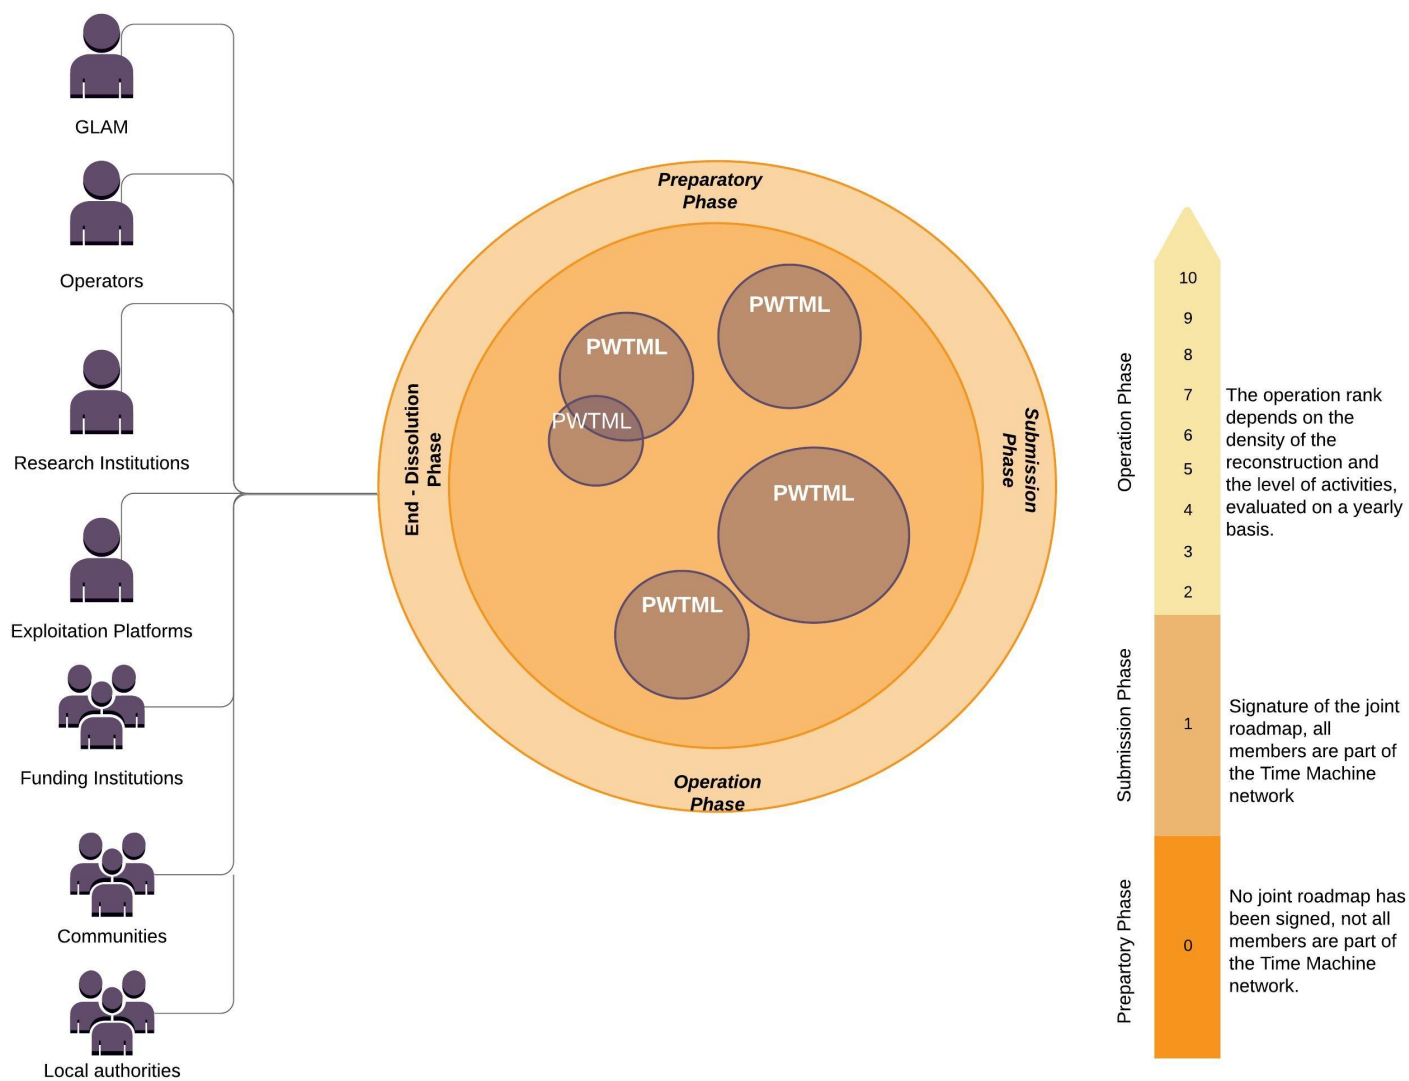 GLAM
Operators
Research Institutions
Exploitation Platforms
Funding Institutions
Communities
Local authorities
Preparatory
Phase
End - Dissolution
Phase
Submission
Phase
Operation
Phase
PWTML
PWTML
PWTML
PWTML
PWTML
Operation Phase
10
9
8
7
6
5
4
3
2
The operation rank
depends on the
density of the
reconstruction and
the level of activities,
evaluated on a yearly
basis.
Submission Phase
1
Signature of the joint
roadmap, all
members are part of
the Time Machine
network
Prepartory Phase
0
No joint roadmap has
been signed, not all
members are part of
the Time Machine
network.